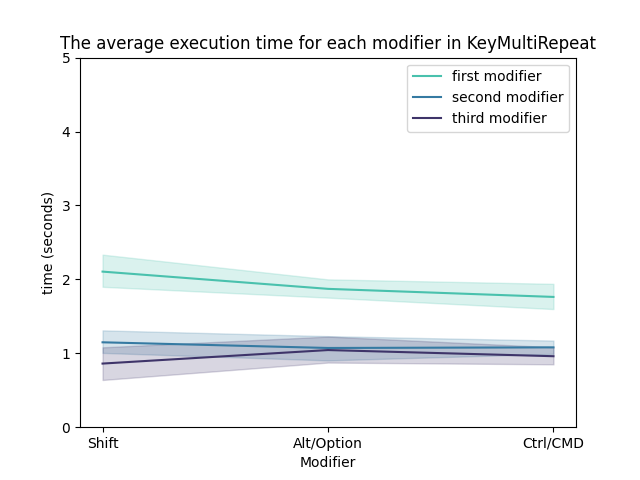 The average execution time for each modifier in KeyMultiRepeat
5
4
3
2
1
0
time (seconds)
first modifier
second modifier
third modifier
Shift
Alt/Option
Ctrl/CMD
Modifier